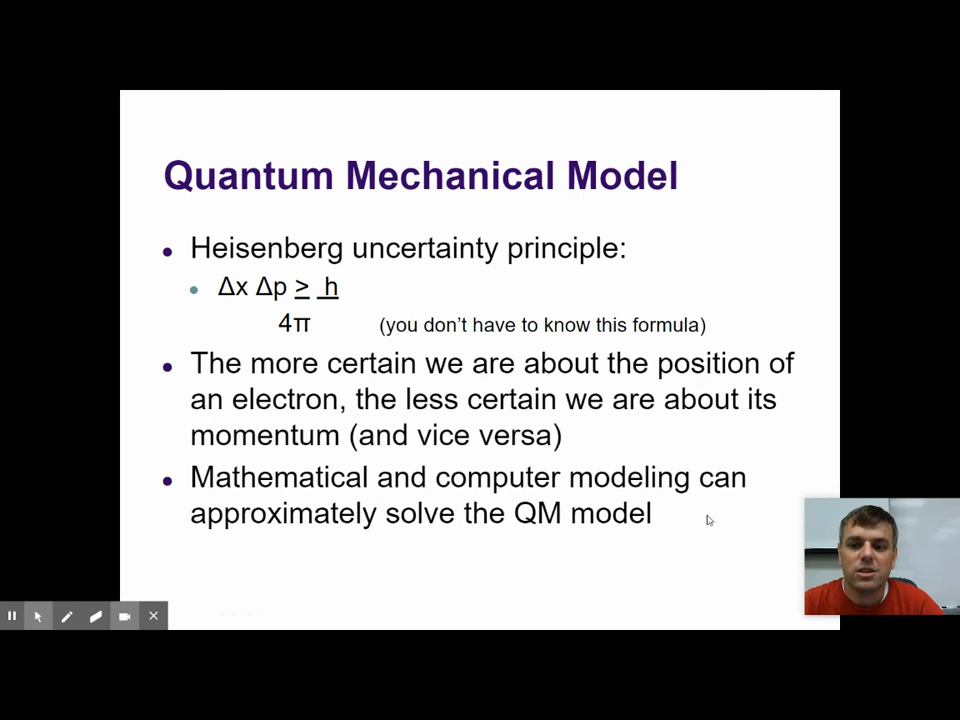 Quantum Mechanical Model
• Heisenberg uncertainty principle:
• Δx Δp ≥ h
4π (you don't have to know this formula)
• The more certain we are about the position of
an electron, the less certain we are about its
momentum (and vice versa)
• Mathematical and computer modeling can
approximately solve the QM model